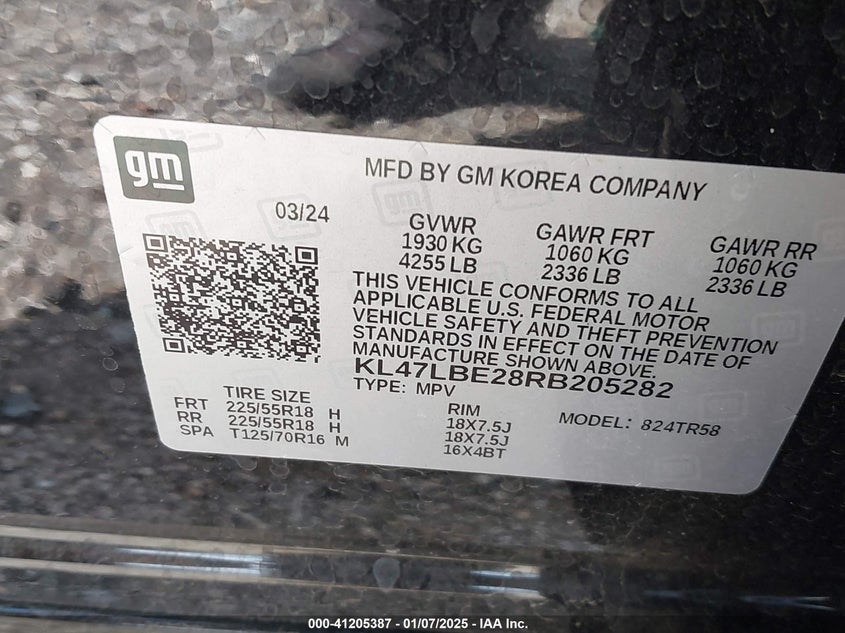 gm
MFD BY GM KOREA COMPANY
03/24
GVWR
1930 KG
4255 LB
GAWR FRT
1060 KG
2336 LB
GAWR RR
1060 KG
2336 LB
THIS VEHICLE CONFORMS TO ALL
APPLICABLE U.S. FEDERAL MOTOR
VEHICLE SAFETY AND THEFT PREVENTION
STANDARDS IN EFFECT ON THE DATE OF
MANUFACTURE SHOWN ABOVE.
KL47LBE28RB205282
TYPE: MPV
TIRE SIZE
FRT 225/55R18 H
RR 225/55R18 H
SPA T125/70R16 M
RIM
18X7.5J
18X7.5J
16X4BT
MODEL: 824TR58
000-41205387 - 01/07/2025 - IAA Inc.